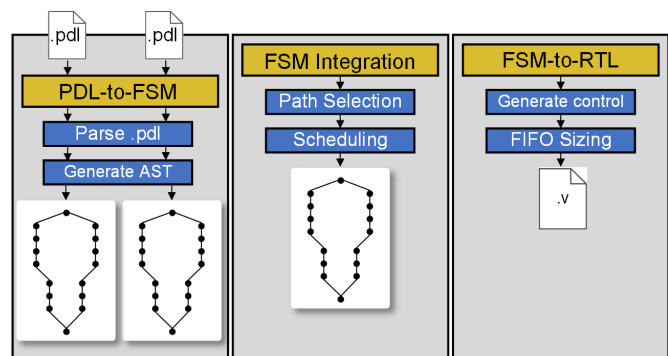 .pdl
.pdl
PDL-to-FSM
Parse .pdl
Generate AST
FSM Integration
Path Selection
Scheduling
FSM-to-RTL
Generate control
FIFO Sizing
.v